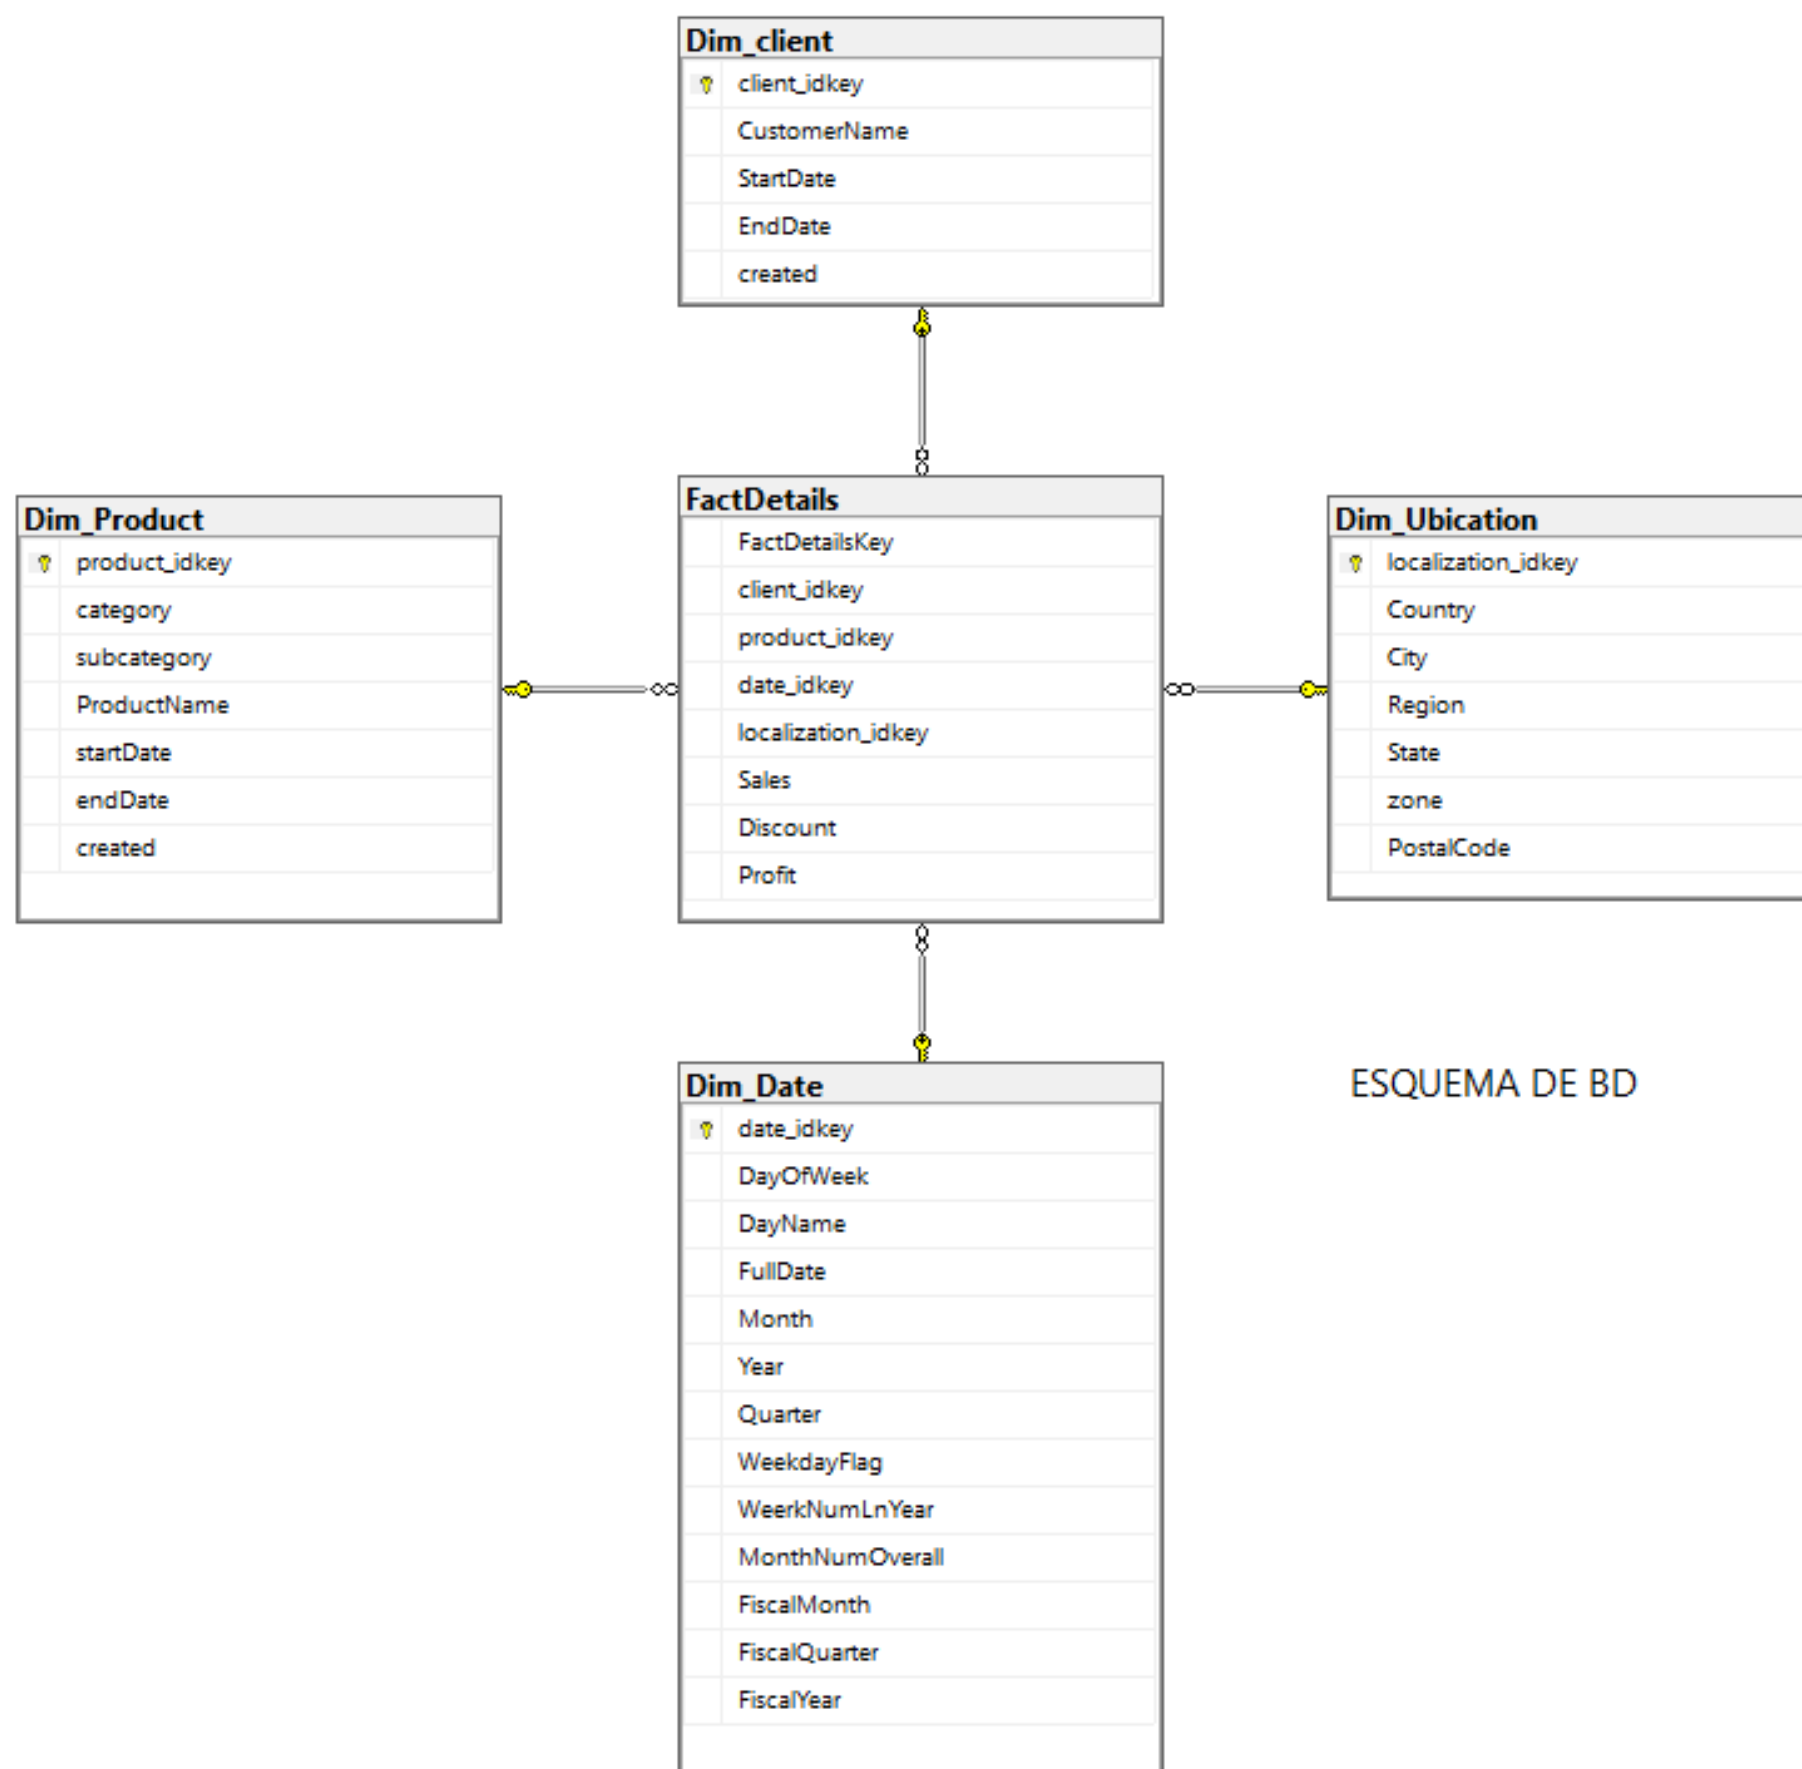 Dim_client
client_idkey
CustomerName
StartDate
EndDate
created
Dim_Product
product_idkey
category
subcategory
ProductName
startDate
endDate
created
FactDetails
FactDetailsKey
client_idkey
product_idkey
date_idkey
localization_idkey
Sales
Discount
Profit
Dim_Ubication
localization_idkey
Country
City
Region
State
zone
PostalCode
Dim_Date
date_idkey
DayOfWeek
DayName
FullDate
Month
Year
Quarter
WeekdayFlag
WeerkNumLnYear
MonthNumOverall
FiscalMonth
FiscalQuarter
FiscalYear
ESQUEMA DE BD